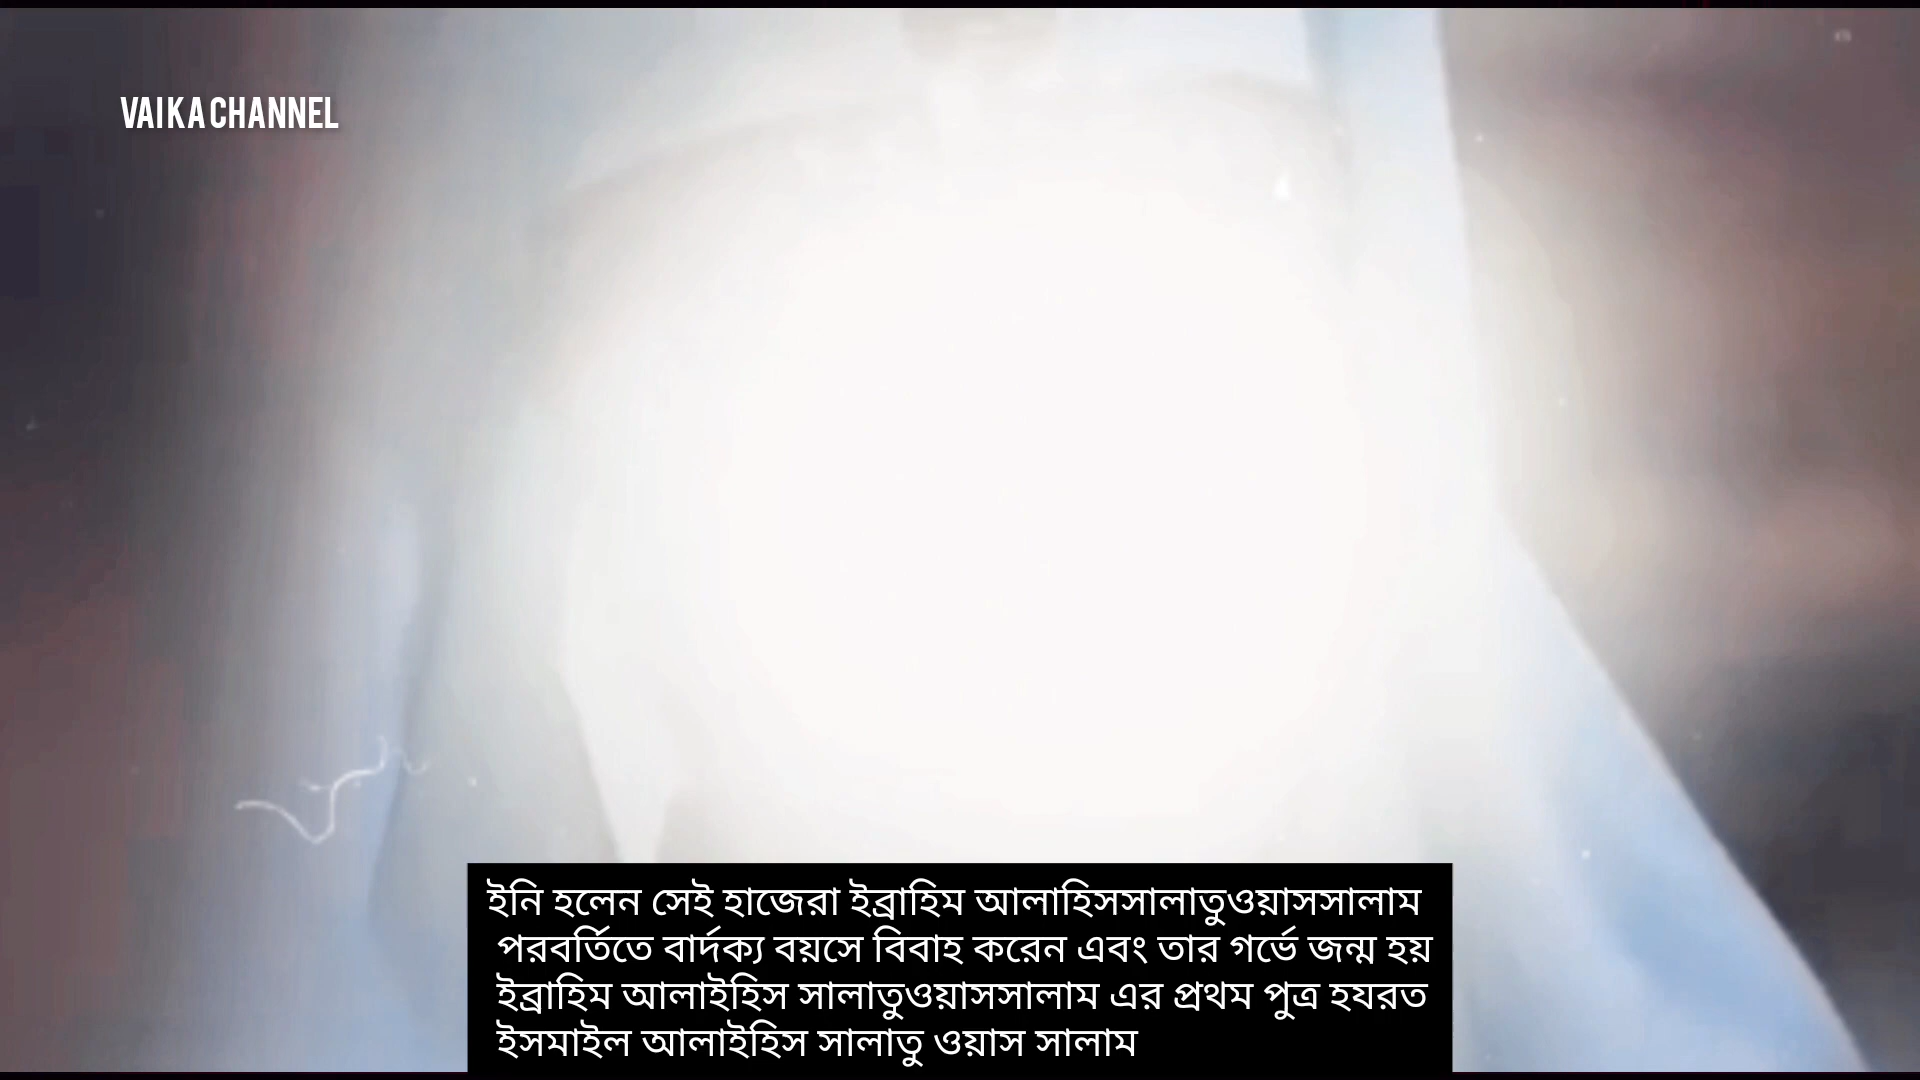 VAIKA CHANNEL
ইনি হলেন সেই হাজেরা ইব্রাহিম আলাহিসসালাতুওয়াসসালাম
পরবর্তিতে বার্দক্য বয়সে বিবাহ করেন এবং তার গর্ভে জন্ম হয়
ইব্রাহিম আলাইহিস সালাতুওয়াসসালাম এর প্রথম পুত্র হযরত
ইসমাইল আলাইহিস সালাতু ওয়াস সালাম